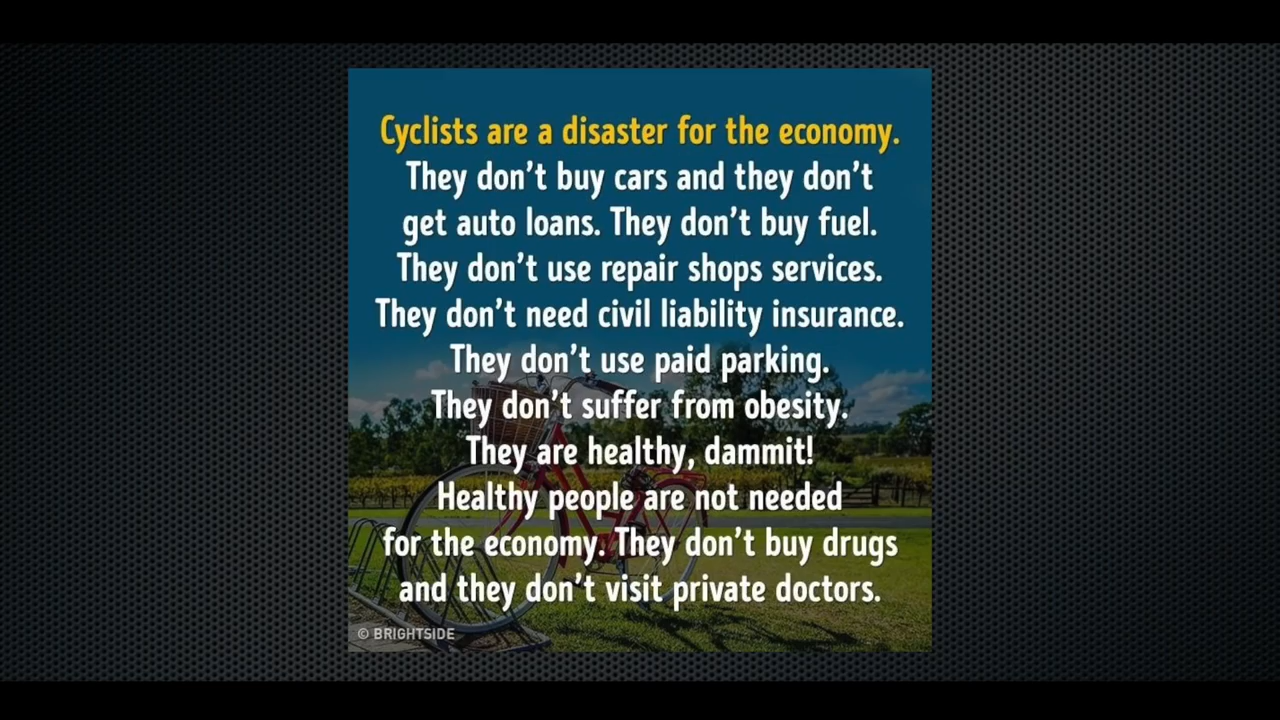 Cyclists are a disaster for the economy.
They don't buy cars and they don't
get auto loans. They don't buy fuel.
They don't use repair shops services.
They don't need civil liability insurance.
They don't use paid parking.
They don't suffer from obesity.
They are healthy, dammit!
Healthy people are not needed
for the economy. They don't buy drugs
and they don't visit private doctors.
© BRIGHTSIDE